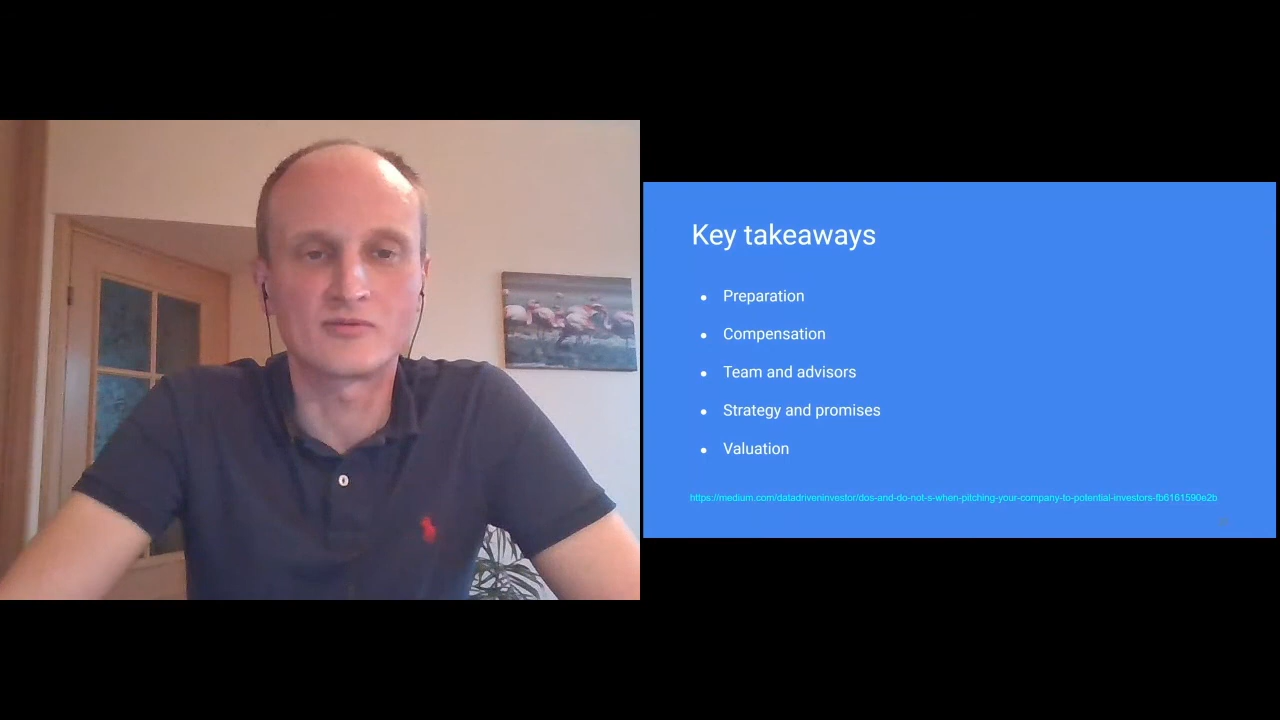 Key takeaways
● Preparation
● Compensation
● Team and advisors
● Strategy and promises
● Valuation
https://medium.com/datadriveninvestor/dos-and-do-not-s-when-pitching-your-company-to-potential-investors-fb6161590e2b